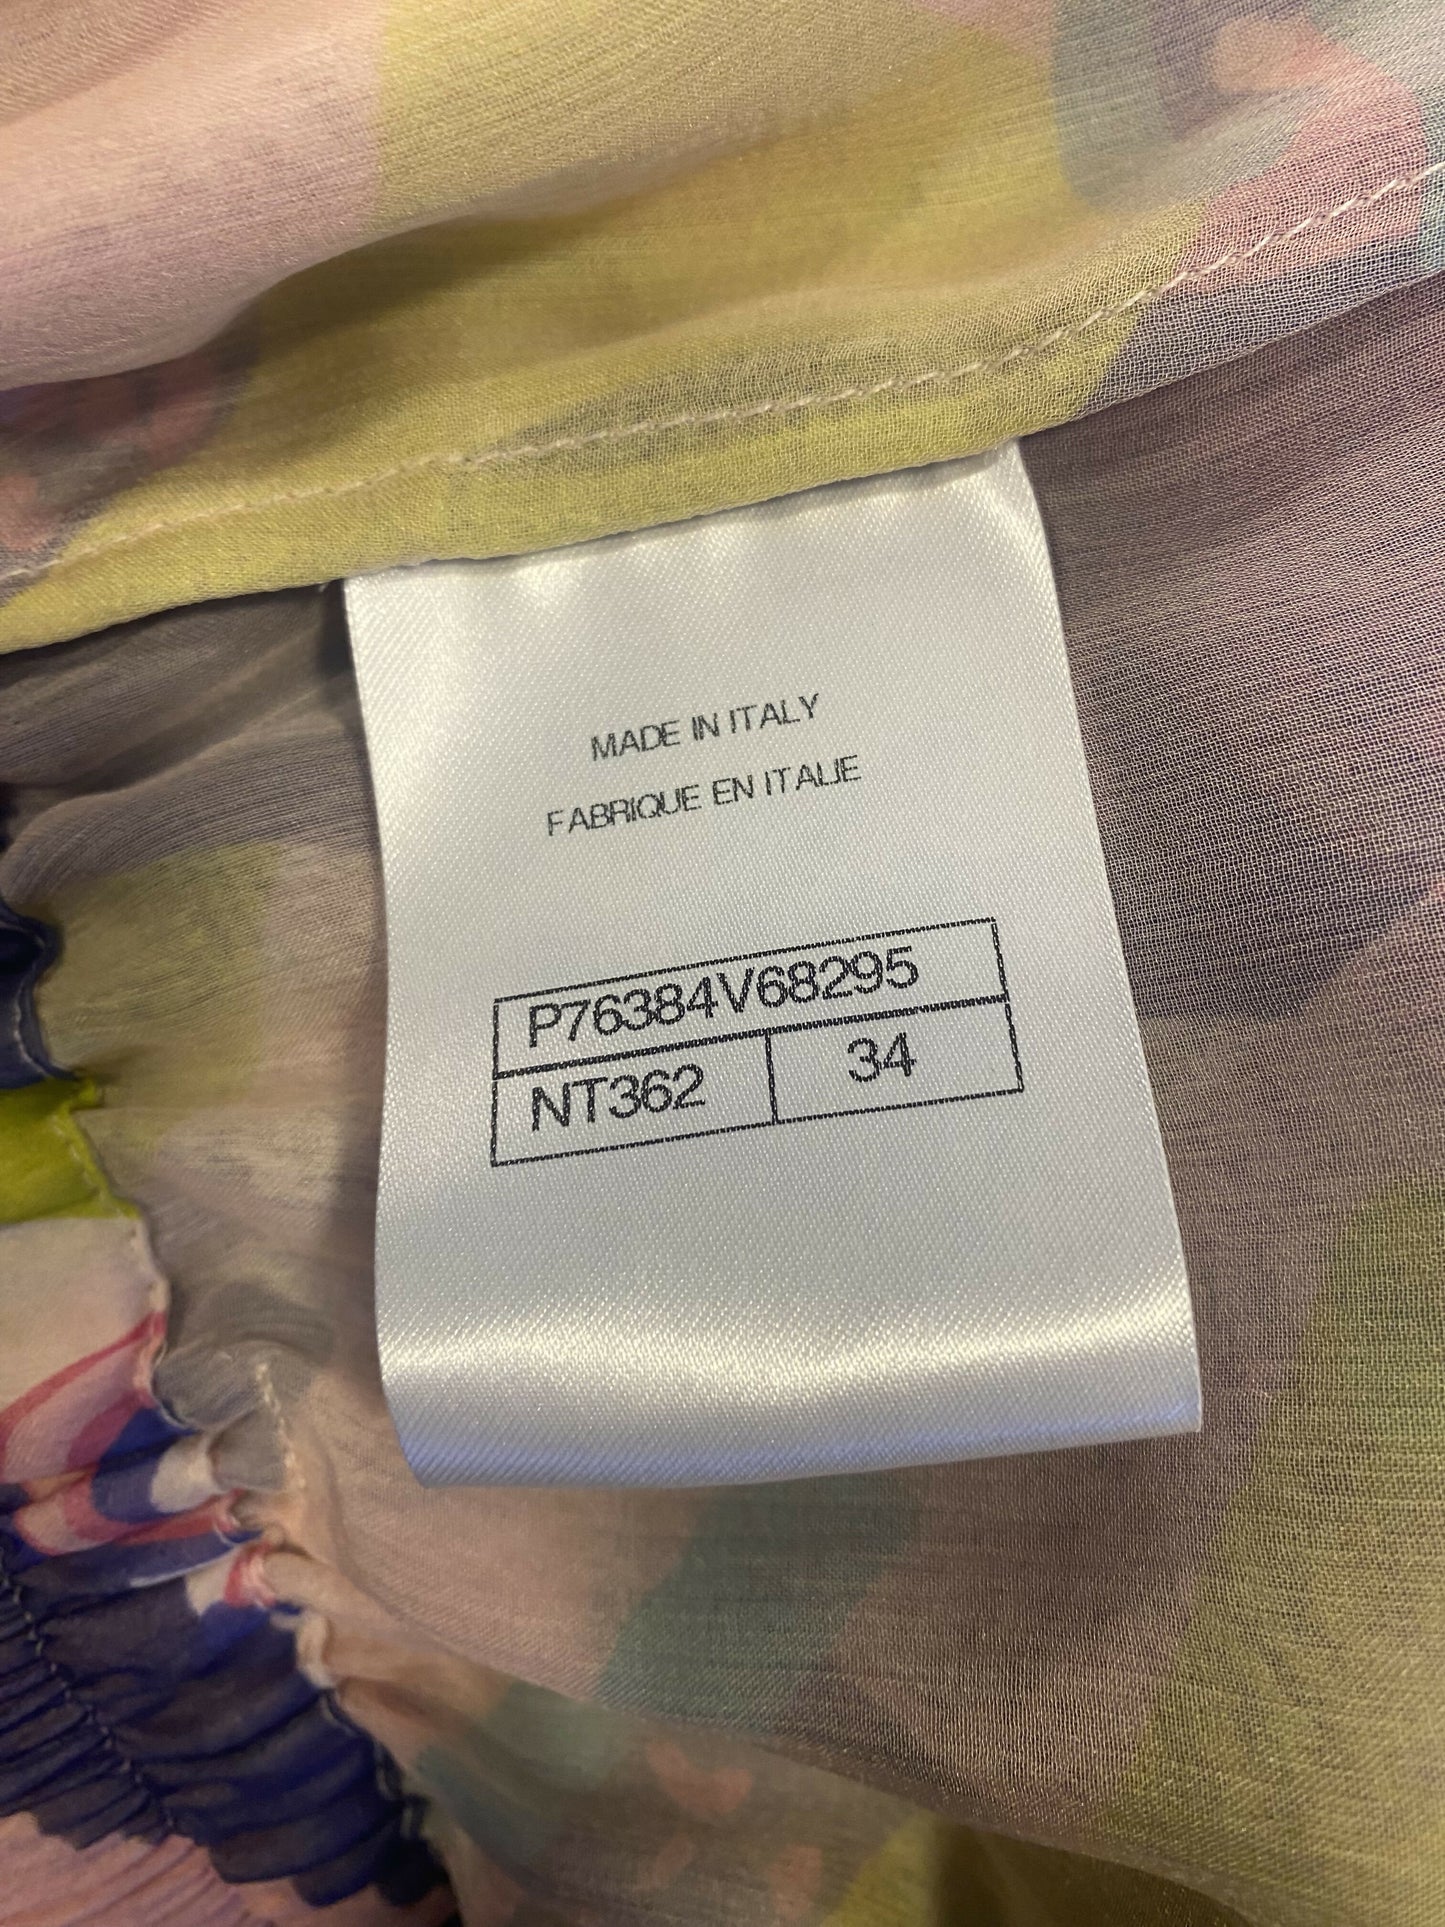 MADE IN ITALY
FABRIQUE EN ITALIE
P76384V68295
NT362 34